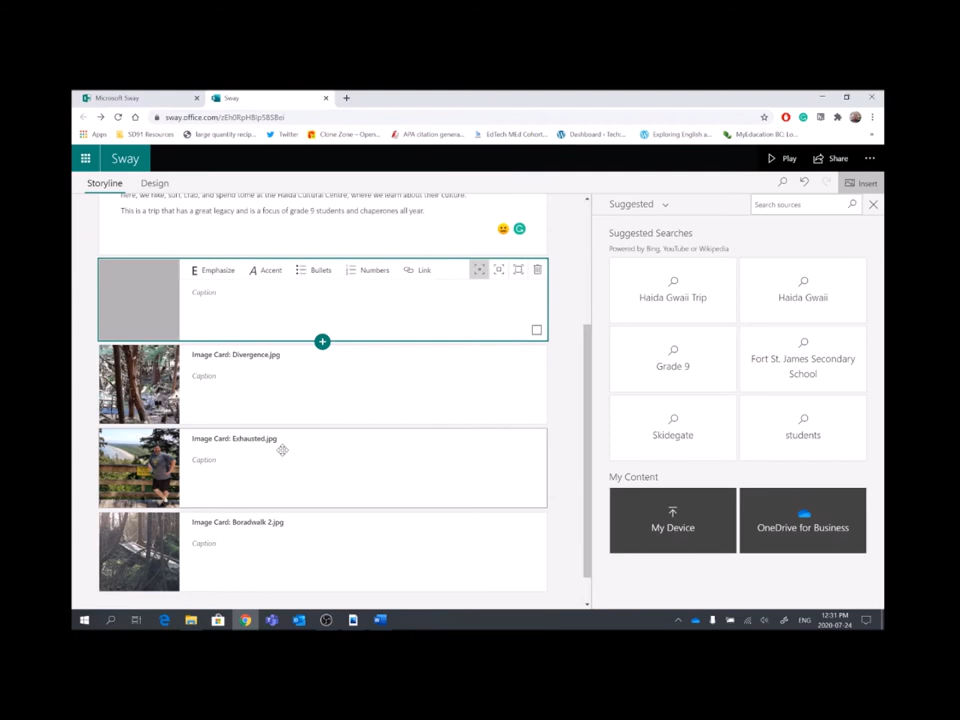 Microsoft Sway
Sway
sway.office.com/zEh0RpHBip58SBei
Apps
SD91 Resources
large quantity recip...
Twitter
Clone Zone – Open...
APA citation genera...
EdTech MEd Cohort...
Dashboard - Tech:...
Exploring English a...
MyEducation BC: Lo...
Sway
Play
Share
Storyline
Design
Insert
here, we hike, surf, crab, and spend time at the Haida Cultural Centre, where we learn about their culture.
This is a trip that has a great legacy and is a focus of grade 9 students and chaperones all year.
E Emphasize
A Accent
Bullets
Numbers
Link
Caption
Image Card: Divergence.jpg
Caption
Image Card: Exhausted.jpg
Caption
Image Card: Boradwalk 2.jpg
Caption
Suggested
Search sources
Suggested Searches
Powered by Bing, YouTube or Wikipedia
Haida Gwaii Trip
Haida Gwaii
Grade 9
Fort St. James Secondary
School
Skidegate
students
My Content
My Device
OneDrive for Business
ENG
12:31 PM
2020-07-24